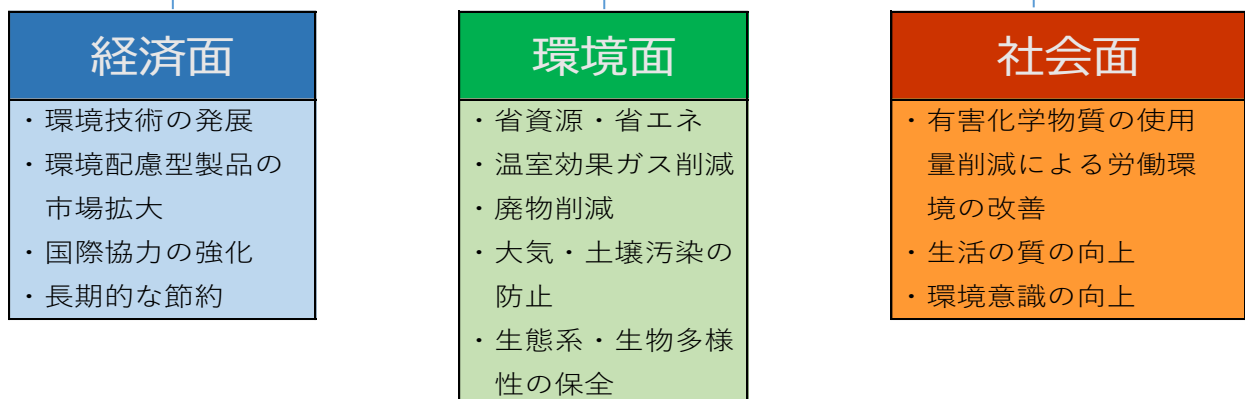 経済面
・環境技術の発展
・環境配慮型製品の
市場拡大
・国際協力の強化
・長期的な節約
環境面
・省資源・省エネ
・温室効果ガス削減
・廃物削減
・大気・土壌汚染の
防止
・生態系・生物多様
性の保全
社会面
・有害化学物質の使用
量削減による労働環
境の改善
・生活の質の向上
・環境意識の向上